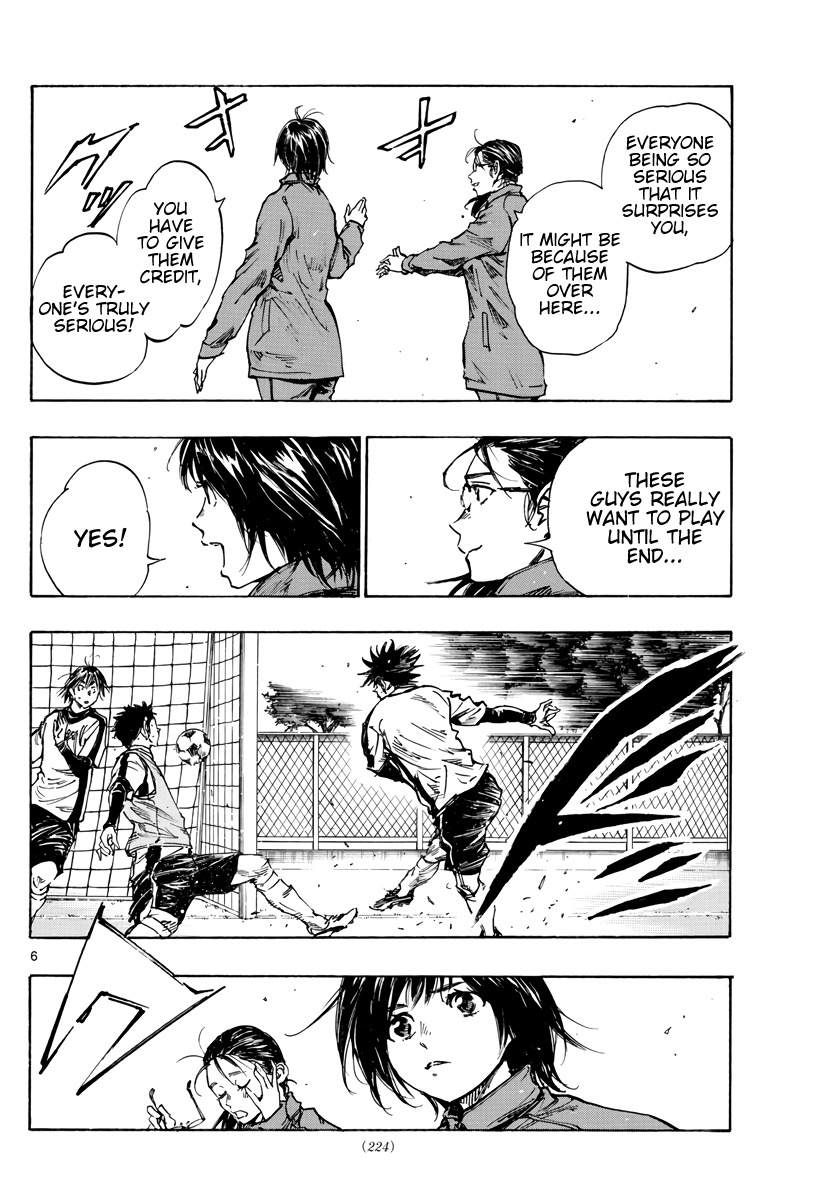 EVERYONE
BEING SO
SERIOUS
THAT IT
SURPRISES
YOU,
IT MIGHT BE
BECAUSE
OF THEM
OVER
HERE...
YOU
HAVE
TO GIVE
THEM
CREDIT,
EVERY-
ONE'S TRULY
SERIOUS!
THESE
GUYS REALLY
WANT TO PLAY
UNTIL THE
END...
YES!
6
(224)